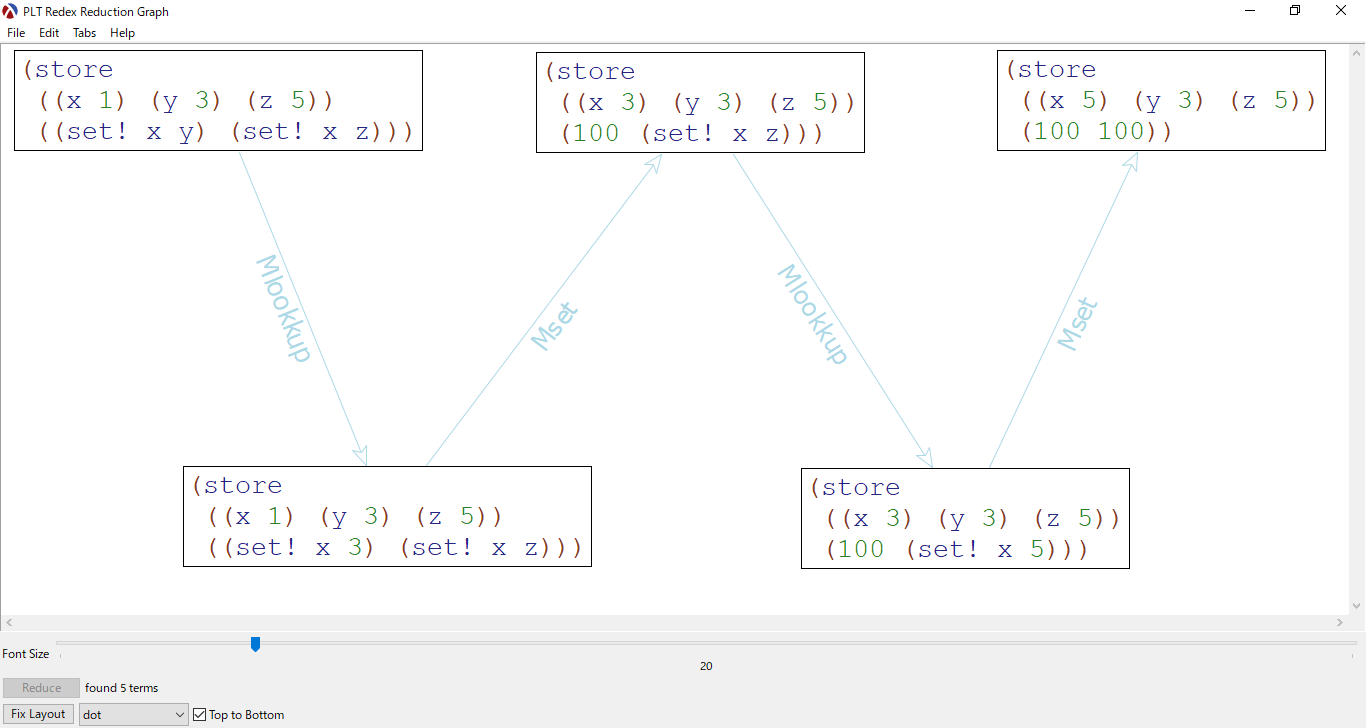 PLT Redex Reduction Graph
File Edit Tabs Help
(store
((x 1) (y 3) (z 5))
((set! x y) (set! x z)))
(store
((x 3) (y 3) (z 5))
(100 (set! x z)))
(store
((x 5) (y 3) (z 5))
(100 100))
Mlookkup
Mset
Mlookkup
Mset
(store
((x 1) (y 3) (z 5))
((set! x 3) (set! x z)))
(store
((x 3) (y 3) (z 5))
(100 (set! x 5)))
Font Size
20
Reduce found 5 terms
Fix Layout dot Top to Bottom